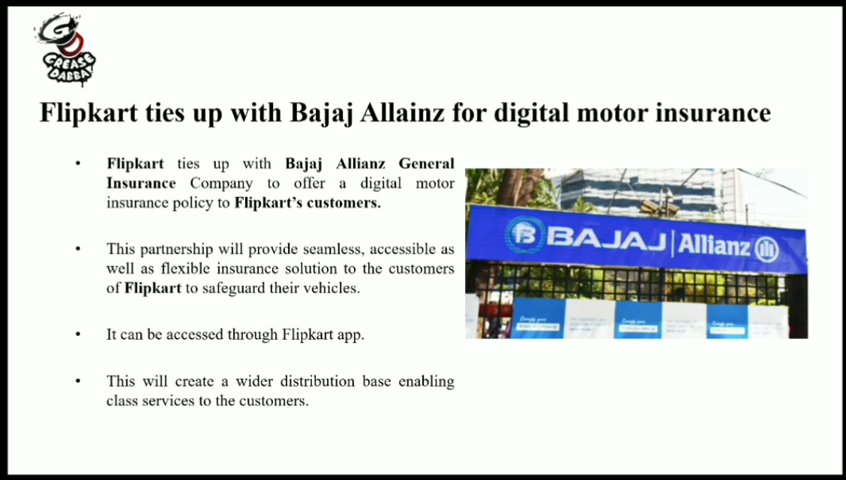 GREASE
DABBA
Flipkart ties up with Bajaj Allainz for digital motor insurance
• Flipkart ties up with Bajaj Allianz General
Insurance Company to offer a digital motor
insurance policy to Flipkart's customers.
• This partnership will provide seamless, accessible as
well as flexible insurance solution to the customers
of Flipkart to safeguard their vehicles.
• It can be accessed through Flipkart app.
• This will create a wider distribution base enabling
class services to the customers.
B BAJAJ | Allianz